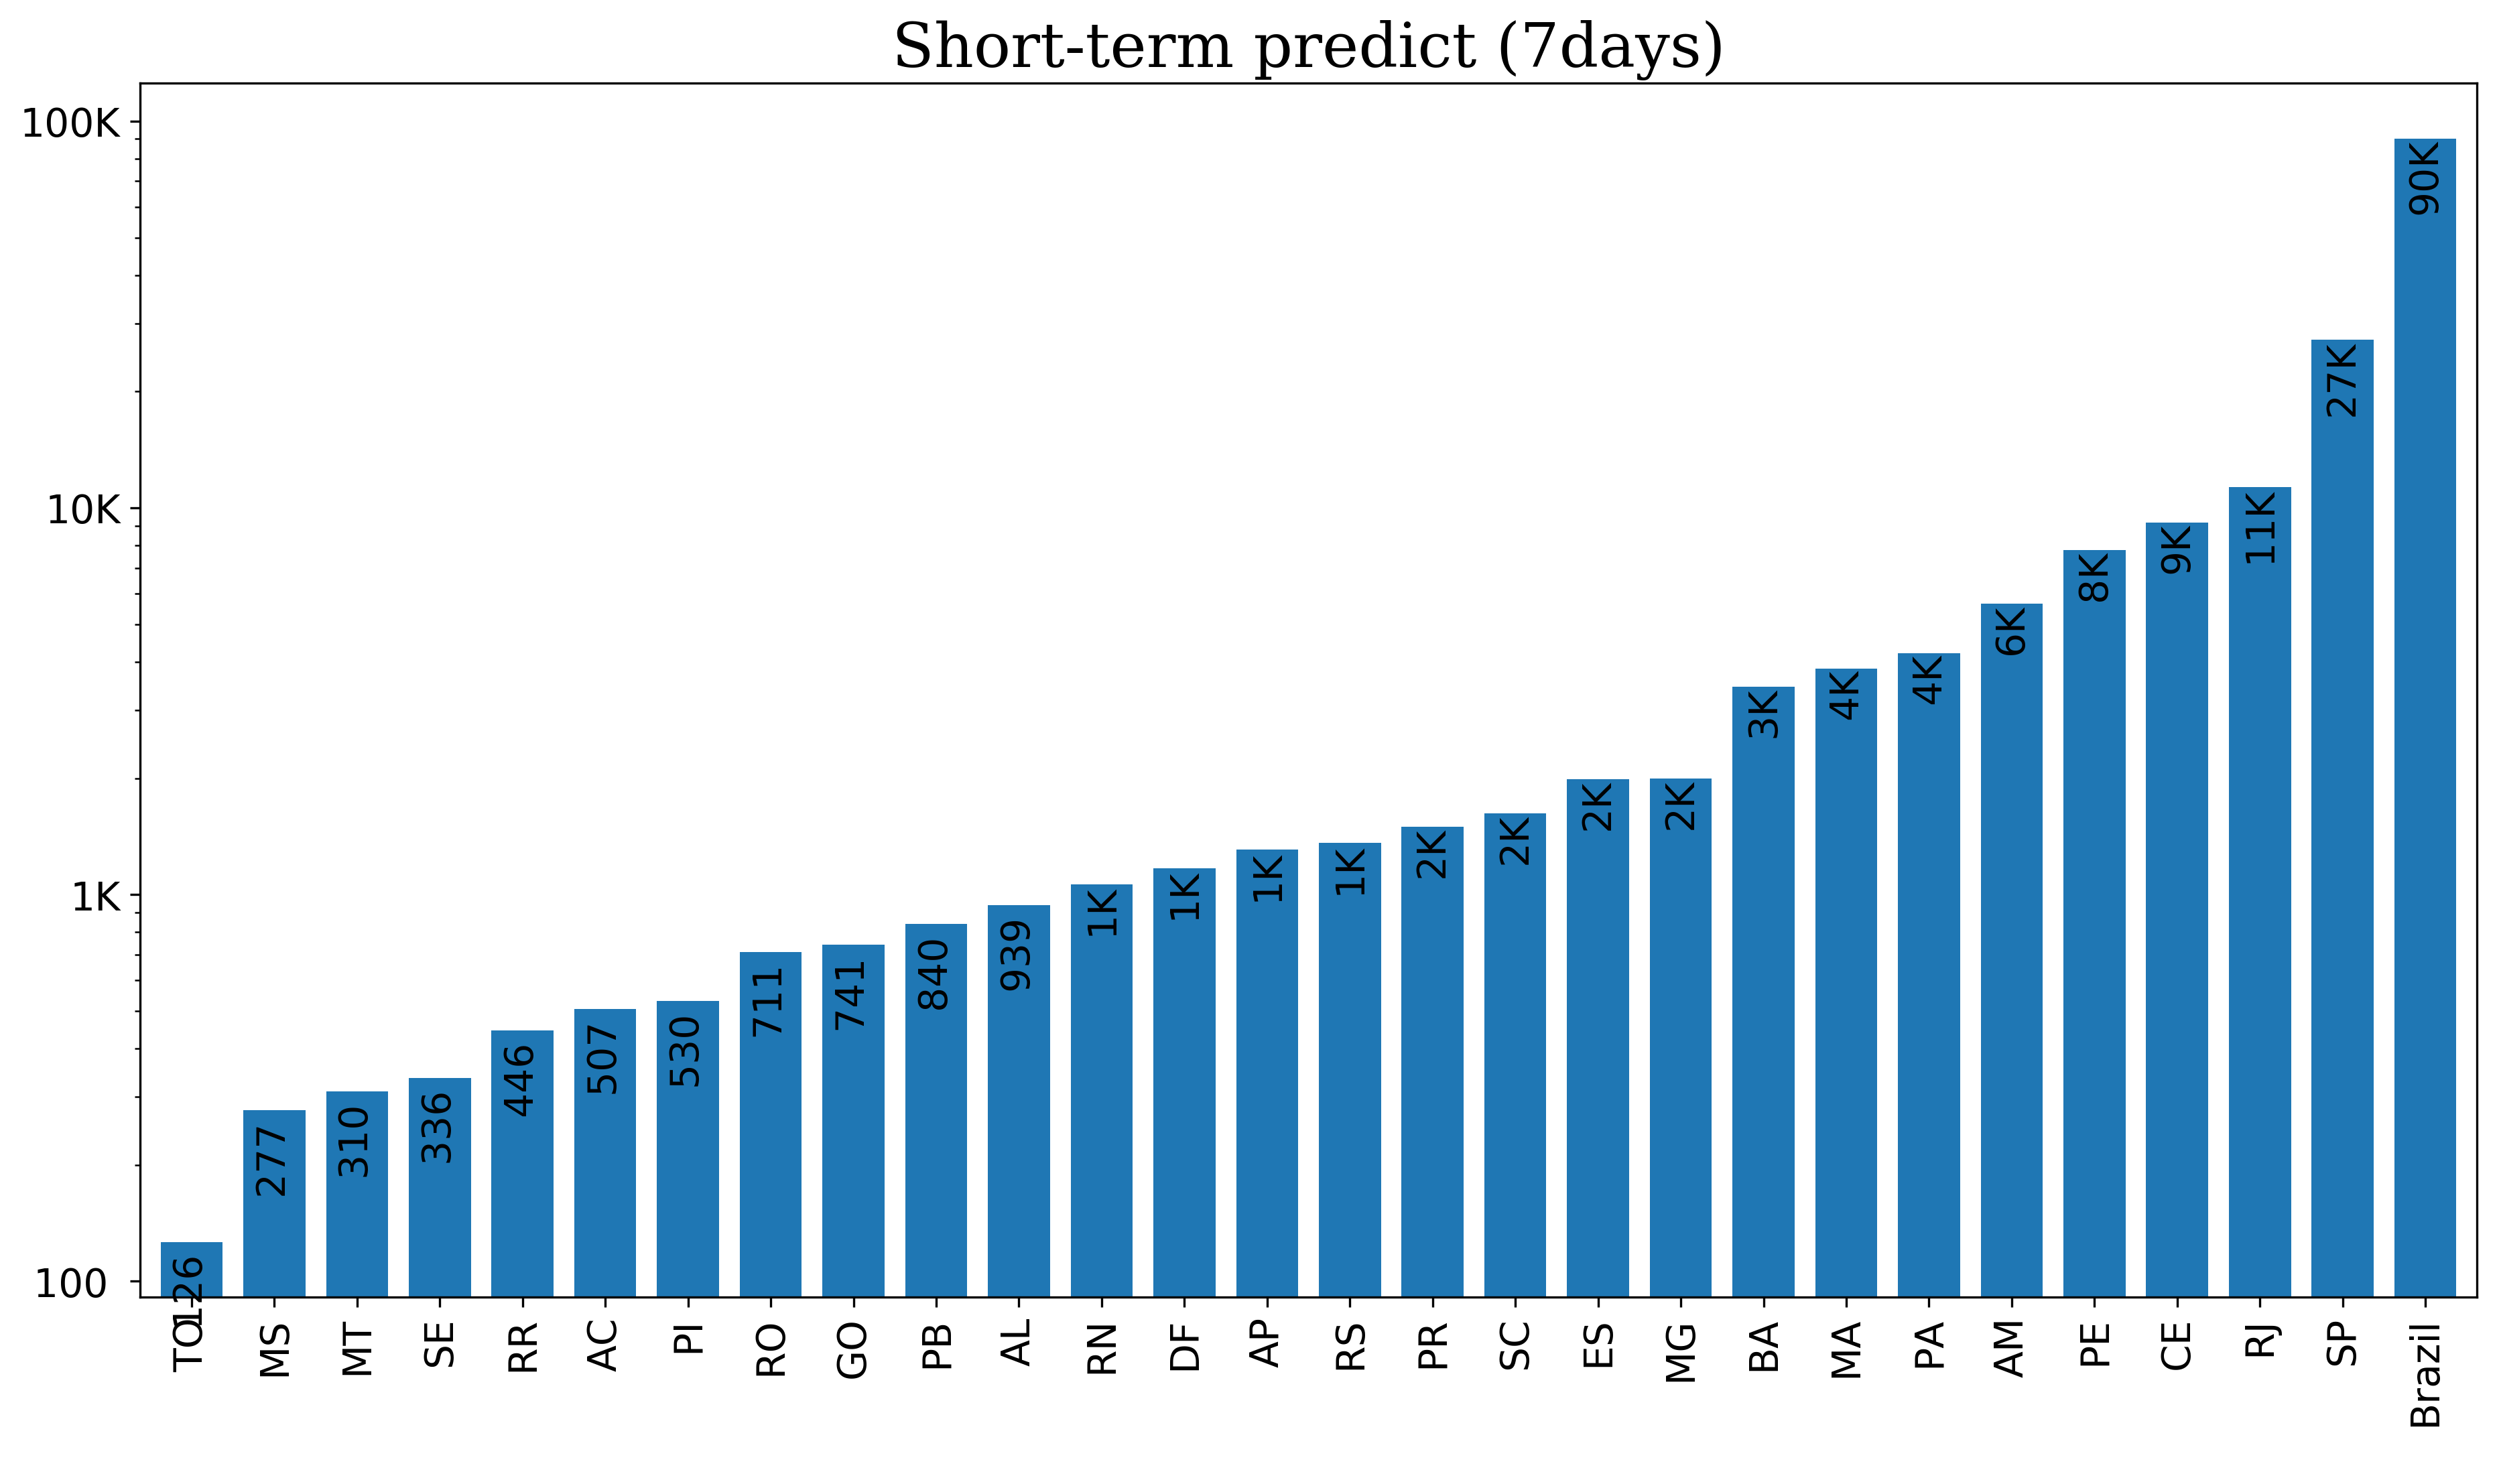 Short-term predict (7days)
100K
10K
1K
100
126
277
310
336
446
507
530
711
741
840
939
1K
1K
1K
1K
2K
2K
2K
2K
3K
4K
4K
6K
8K
9K
11K
27K
90K
TO
MS
MT
SE
RR
AC
PI
RO
GO
PB
AL
RN
DF
AP
RS
PR
SC
ES
MG
BA
MA
PA
AM
PE
CE
RJ
SP
Brazil